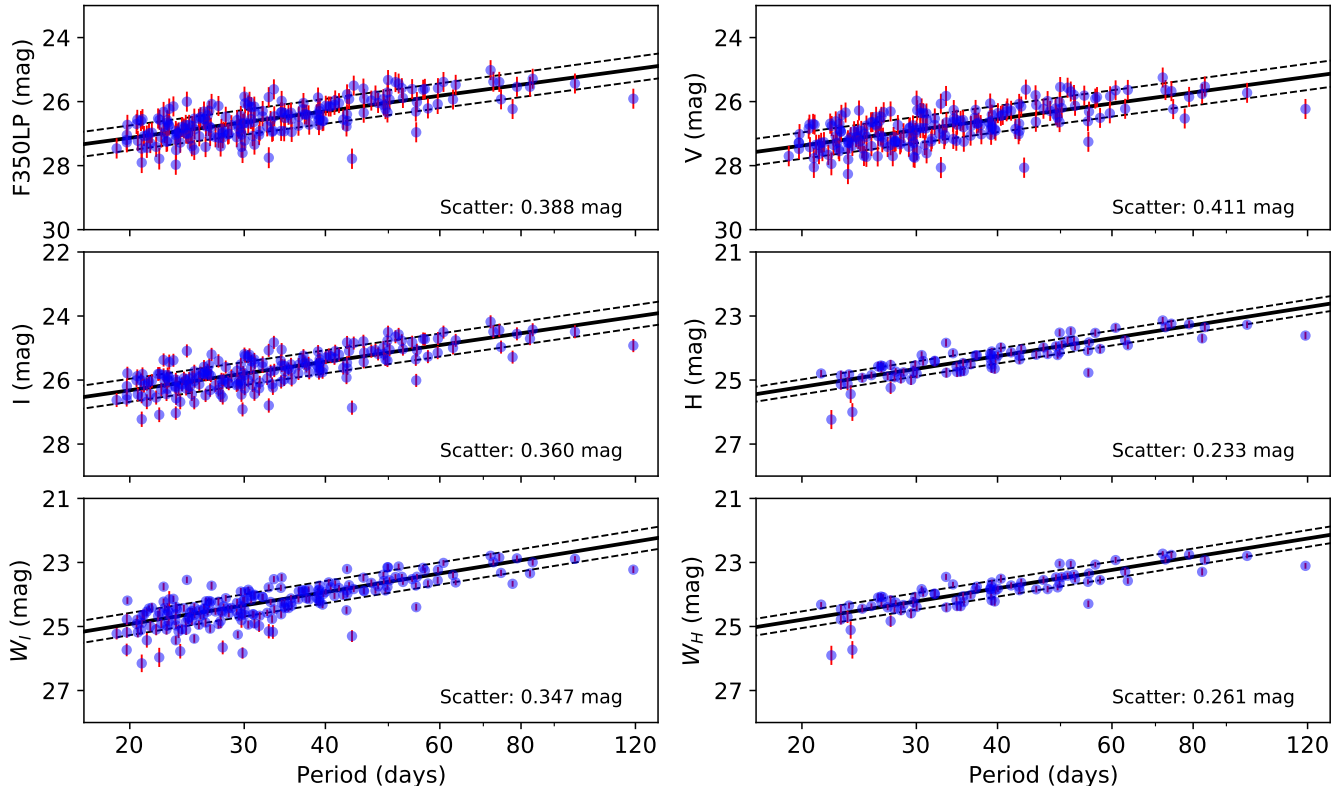 24
26
28
30
F350LP (mag)
Scatter: 0.388 mag
24
26
28
30
V (mag)
Scatter: 0.411 mag
22
24
26
28
I (mag)
Scatter: 0.360 mag
21
23
25
27
H (mag)
Scatter: 0.233 mag
21
23
25
27
W_I (mag)
Scatter: 0.347 mag
20 30 40 60 80 120
Period (days)
21
23
25
27
W_H (mag)
Scatter: 0.261 mag
20 30 40 60 80 120
Period (days)